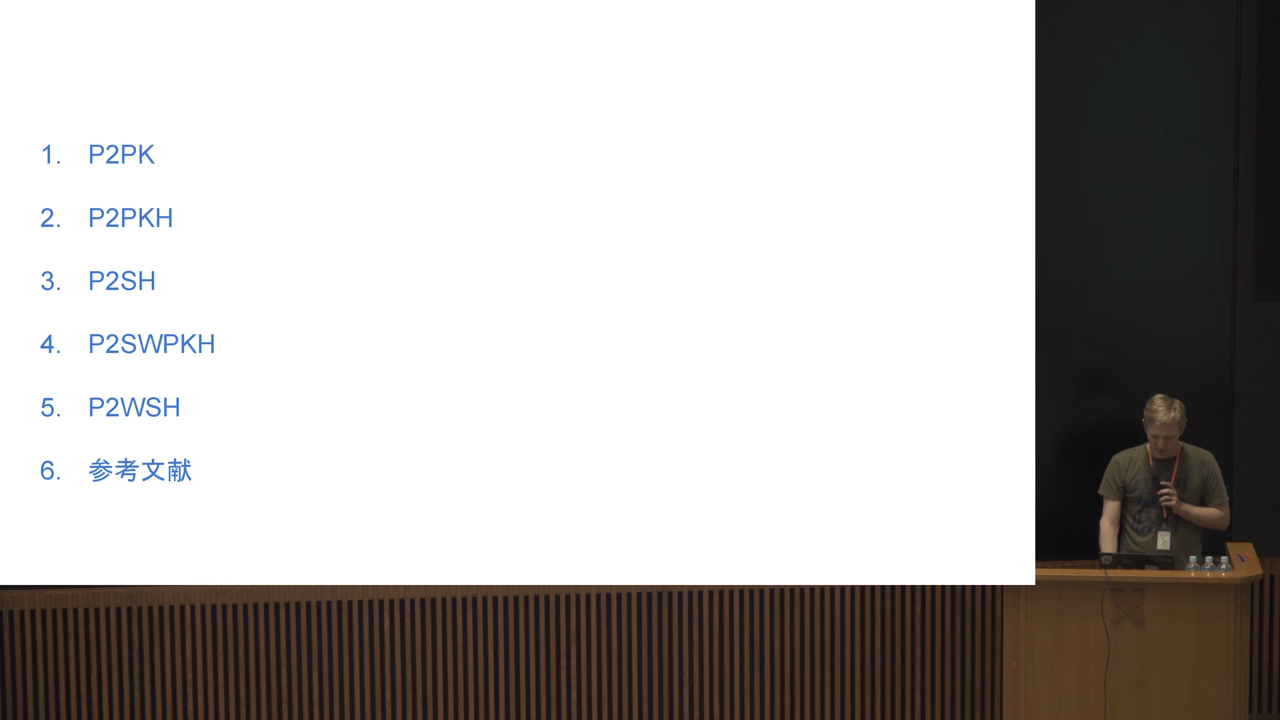 1. P2PK
2. P2PKH
3. P2SH
4. P2SWPKH
5. P2WSH
6. 参考文献